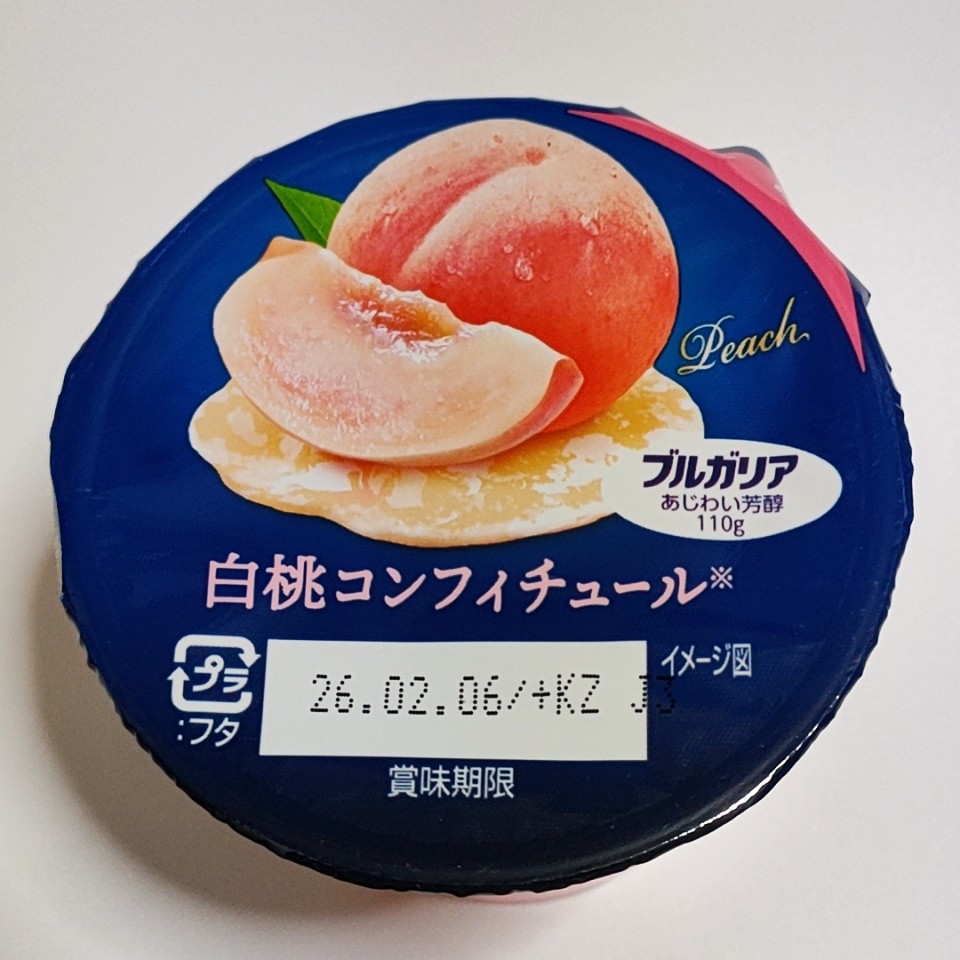 Peach
ブルガリア
あじわい芳醇
110g
白桃コンフィチュール※
プラ
:フタ
26.02.06/+KZ J3
イメージ図
賞味期限